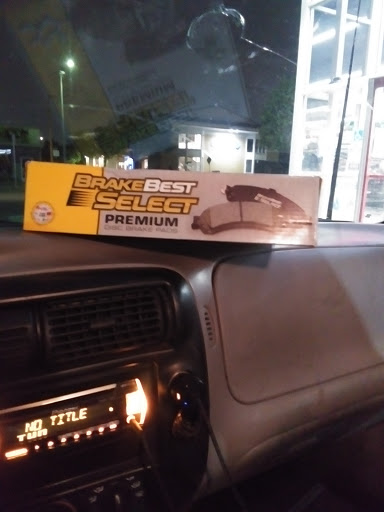 BRAKEBEST
SELECT
PREMIUM
DISC BRAKE PADS
NO TITLE